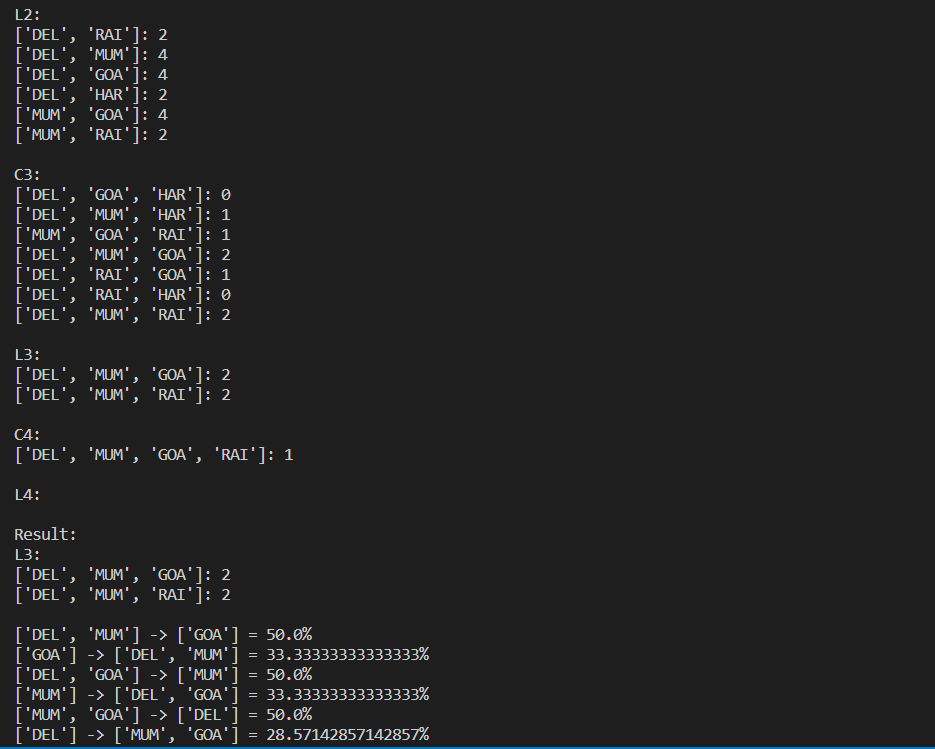 L2:
['DEL', 'RAI']: 2
['DEL', 'MUM']: 4
['DEL', 'GOA']: 4
['DEL', 'HAR']: 2
['MUM', 'GOA']: 4
['MUM', 'RAI']: 2
C3:
['DEL', 'GOA', 'HAR']: 0
['DEL', 'MUM', 'HAR']: 1
['MUM', 'GOA', 'RAI']: 1
['DEL', 'MUM', 'GOA']: 2
['DEL', 'RAI', 'GOA']: 1
['DEL', 'RAI', 'HAR']: 0
['DEL', 'MUM', 'RAI']: 2
L3:
['DEL', 'MUM', 'GOA']: 2
['DEL', 'MUM', 'RAI']: 2
C4:
['DEL', 'MUM', 'GOA', 'RAI']: 1
L4:
Result:
L3:
['DEL', 'MUM', 'GOA']: 2
['DEL', 'MUM', 'RAI']: 2
['DEL', 'MUM'] -> ['GOA'] = 50.0%
['GOA'] -> ['DEL', 'MUM'] = 33.33333333333333%
['DEL', 'GOA'] -> ['MUM'] = 50.0%
['MUM'] -> ['DEL', 'GOA'] = 33.33333333333333%
['MUM', 'GOA'] -> ['DEL'] = 50.0%
['DEL'] -> ['MUM', 'GOA'] = 28.57142857142857%